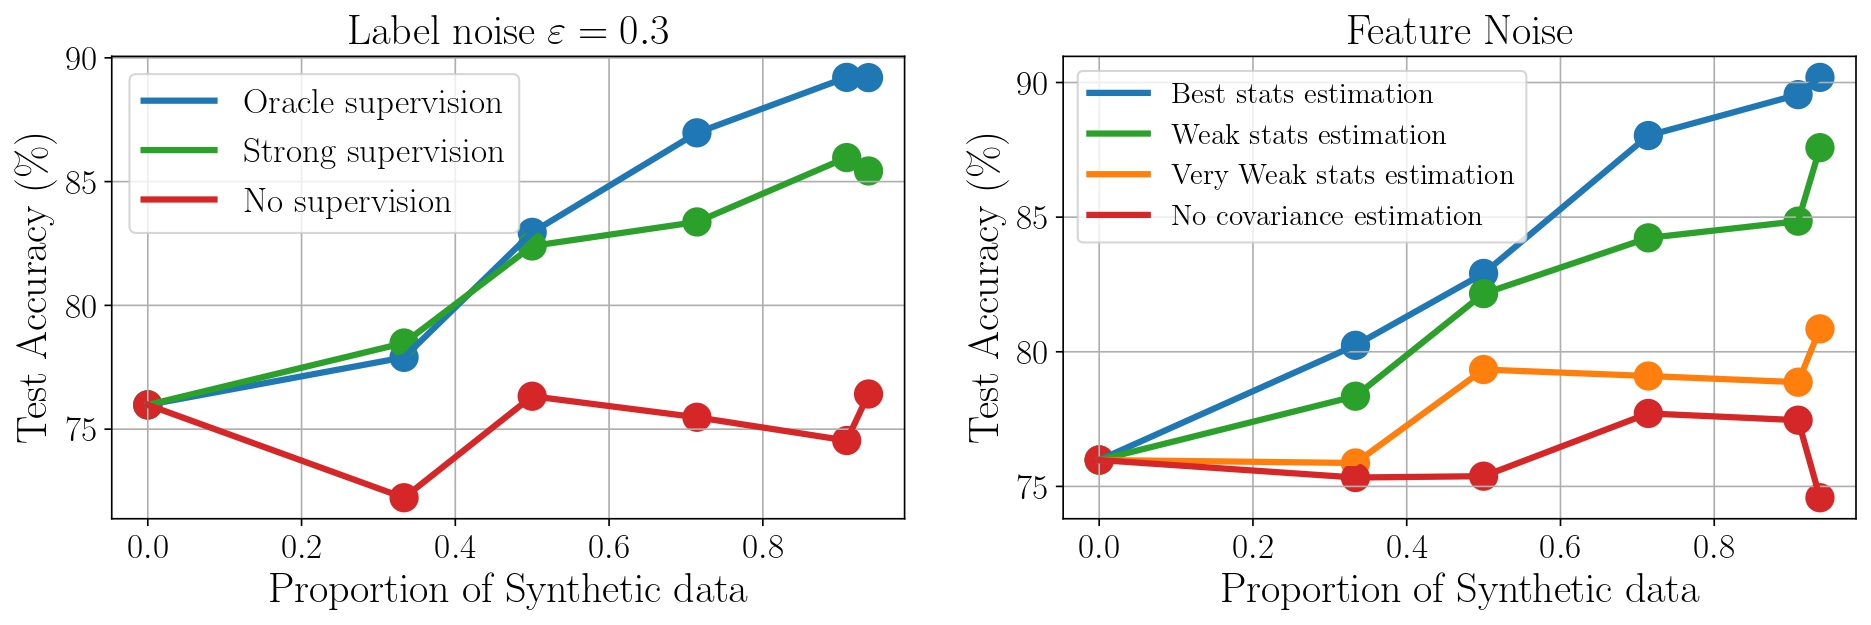 Label noise ε = 0.3
90
85
80
75
Test Accuracy (%)
Oracle supervision
Strong supervision
No supervision
0.0 0.2 0.4 0.6 0.8
Proportion of Synthetic data
Feature Noise
90
85
80
75
Test Accuracy (%)
Best stats estimation
Weak stats estimation
Very Weak stats estimation
No covariance estimation
0.0 0.2 0.4 0.6 0.8
Proportion of Synthetic data